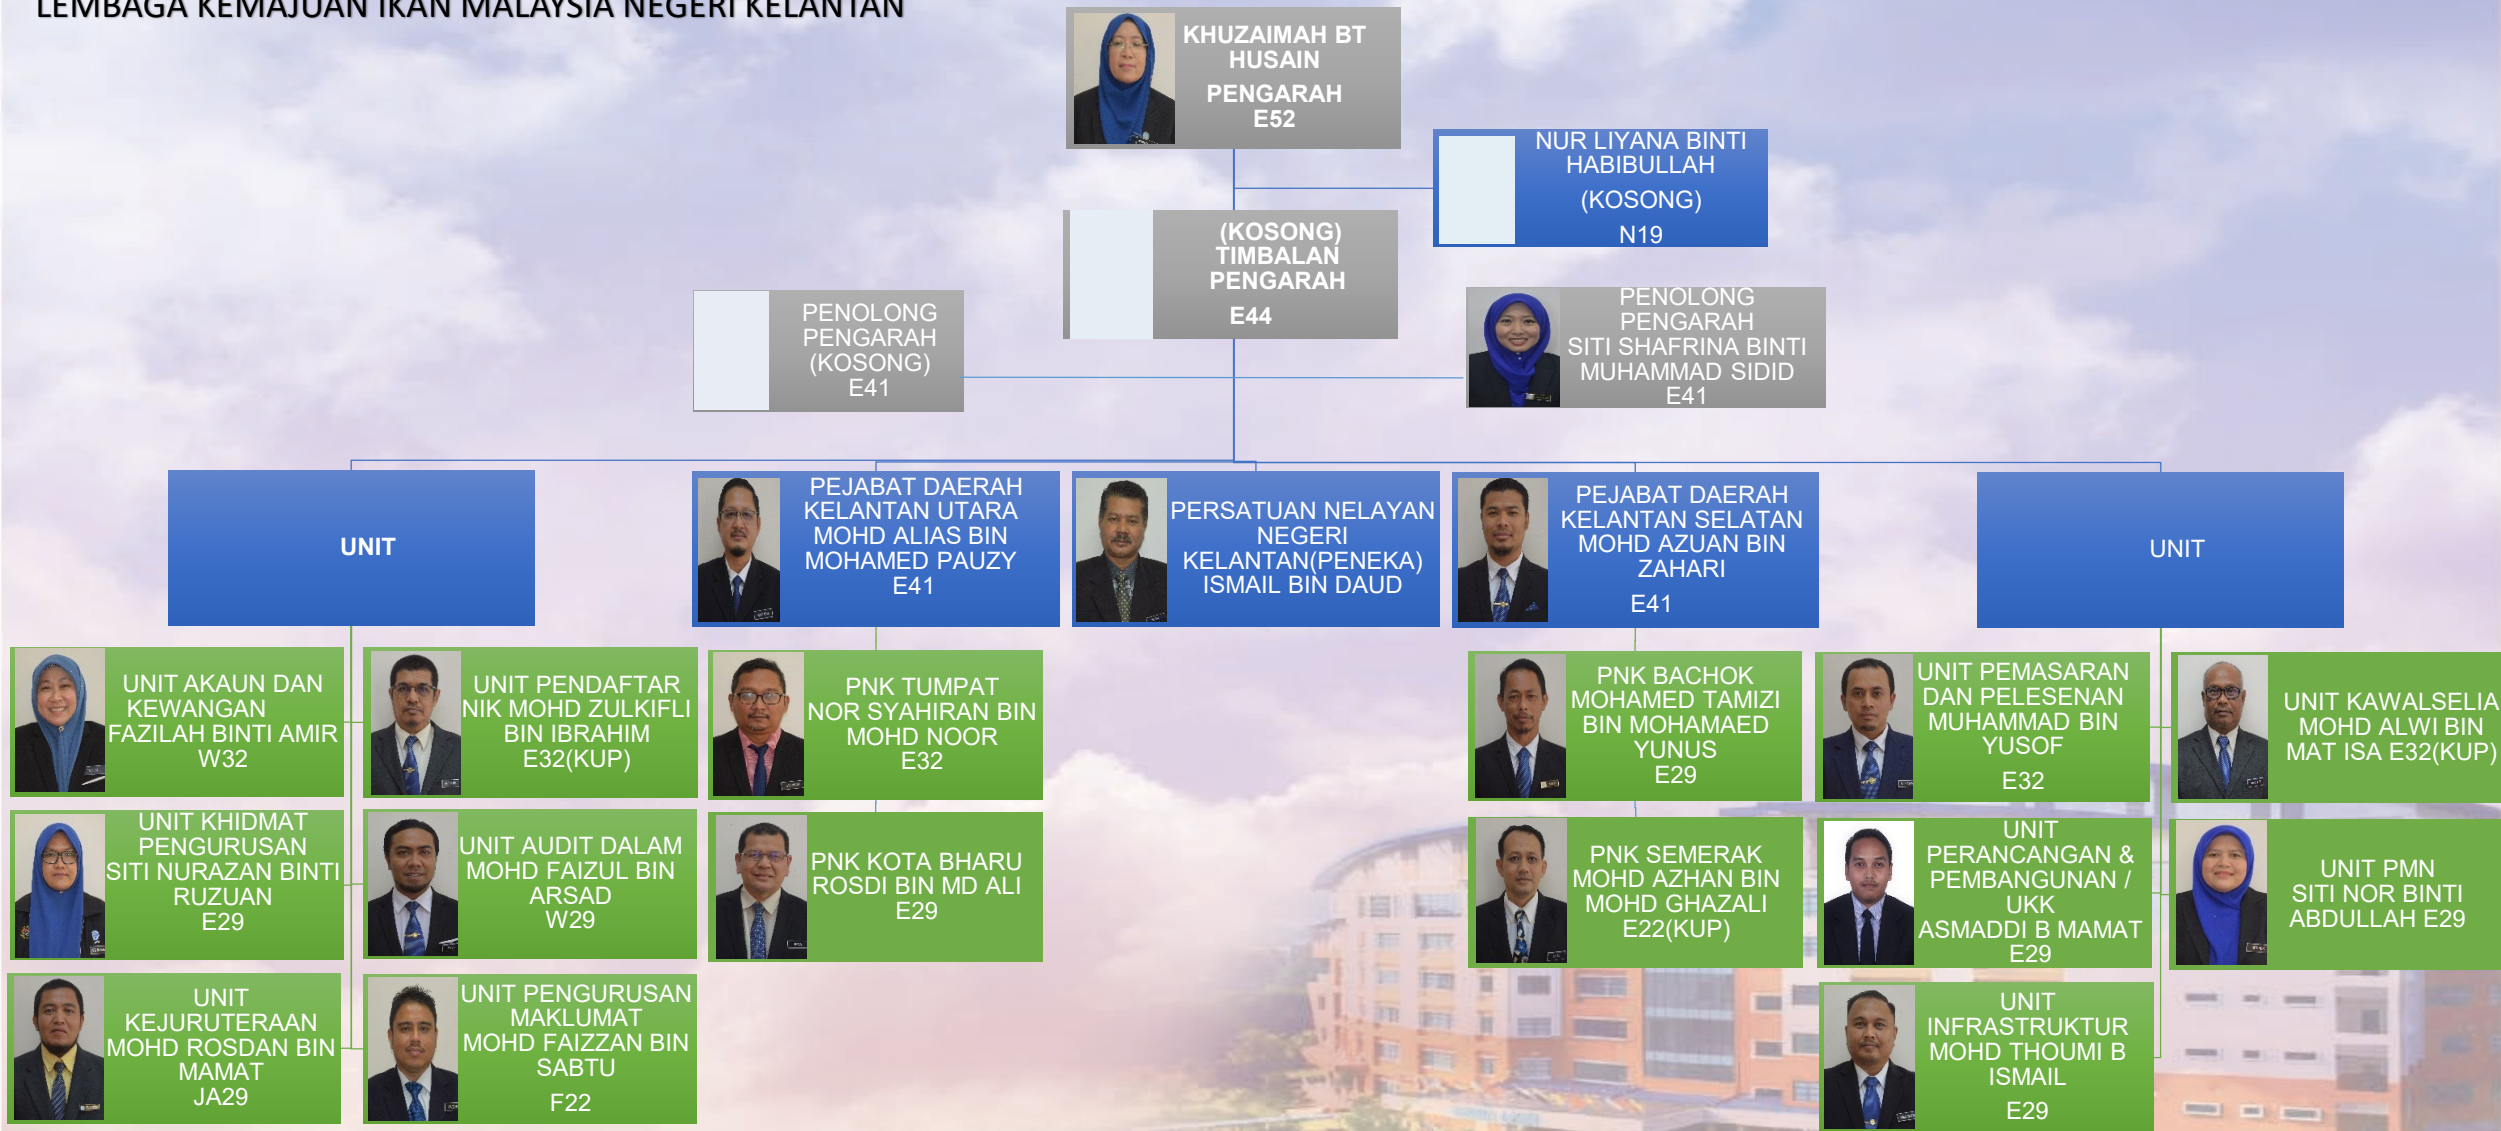 LEMBAGA KEMAJUAN IKAN MALAYSIA NEGERI KELANTAN
KHUZAIMAH BT
HUSAIN
PENGARAH
E52
NUR LIYANA BINTI
HABIBULLAH
(KOSONG)
N19
(KOSONG)
TIMBALAN
PENGARAH
E44
PENOLONG
PENGARAH
(KOSONG)
E41
PENOLONG
PENGARAH
SITI SHAFRINA BINTI
MUHAMMAD SIDID
E41
UNIT
PEJABAT DAERAH
KELANTAN UTARA
MOHD ALIAS BIN
MOHAMED PAUZY
E41
PERSATUAN NELAYAN
NEGERI
KELANTAN(PENEKA)
ISMAIL BIN DAUD
PEJABAT DAERAH
KELANTAN SELATAN
MOHD AZUAN BIN
ZAHARI
E41
UNIT
UNIT AKAUN DAN
KEWANGAN
FAZILAH BINTI AMIR
W32
UNIT PENDAFTAR
NIK MOHD ZULKIFLI
BIN IBRAHIM
E32(KUP)
PNK TUMPAT
NOR SYAHIRAN BIN
MOHD NOOR
E32
PNK BACHOK
MOHAMED TAMIZI
BIN MOHAMAED
YUNUS
E29
UNIT PEMASARAN
DAN PELESENAN
MUHAMMAD BIN
YUSOF
E32
UNIT KAWALSELIA
MOHD ALWI BIN
MAT ISA E32(KUP)
UNIT KHIDMAT
PENGURUSAN
SITI NURAZAN BINTI
RUZUAN
E29
UNIT AUDIT DALAM
MOHD FAIZUL BIN
ARSAD
W29
PNK KOTA BHARU
ROSDI BIN MD ALI
E29
PNK SEMERAK
MOHD AZHAN BIN
MOHD GHAZALI
E22(KUP)
UNIT
PERANCANGAN &
PEMBANGUNAN /
UKK
ASMADDI B MAMAT
E29
UNIT PMN
SITI NOR BINTI
ABDULLAH E29
UNIT
KEJURUTERAAN
MOHD ROSDAN BIN
MAMAT
JA29
UNIT PENGURUSAN
MAKLUMAT
MOHD FAIZZAN BIN
SABTU
F22
UNIT
INFRASTRUKTUR
MOHD THOUMI B
ISMAIL
E29